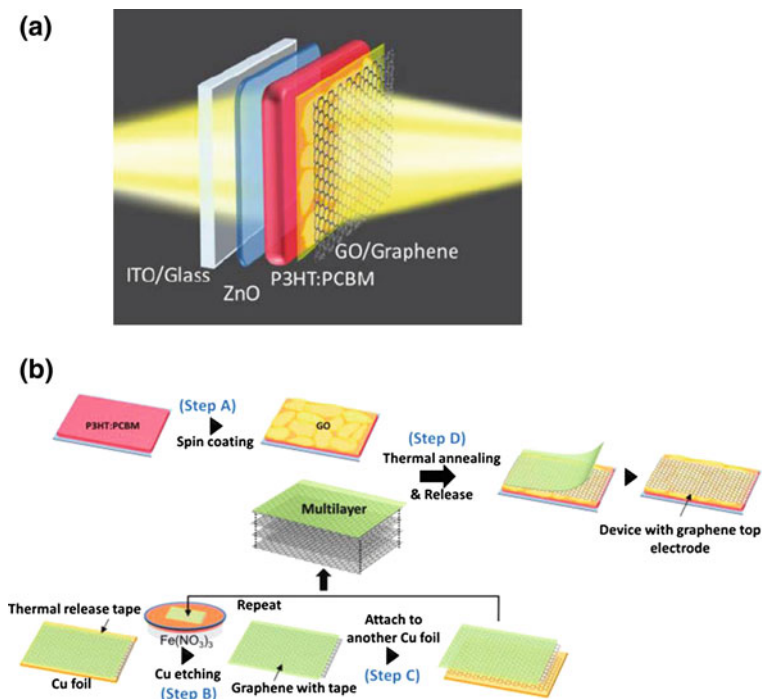 (a)
ITO/Glass
ZnO
P3HT:PCBM
GO/Graphene
(b)
P3HT:PCBM
(Step A)
Spin coating
GO
(Step D)
Thermal annealing
& Release
Device with graphene top
electrode
Multilayer
Repeat
Thermal release tape
Cu foil
Fe(NO₃)₃
Cu etching
(Step B)
Graphene with tape
Attach to
another Cu foil
(Step C)